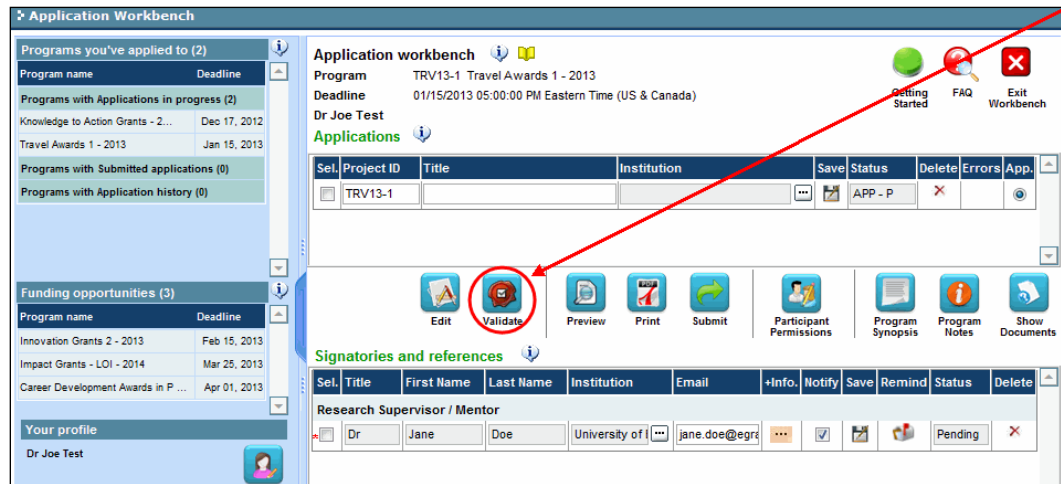 Application Workbench
Programs you've applied to (2)
Program name Deadline
Programs with Applications in progress (2)
Knowledge to Action Grants - 2... Dec 17, 2012
Travel Awards 1 - 2013 Jan 15, 2013
Programs with Submitted applications (0)
Programs with Application history (0)
Funding opportunities (3)
Program name Deadline
Innovation Grants 2 - 2013 Feb 15, 2013
Impact Grants - LOI - 2014 Mar 25, 2013
Career Development Awards in P ... Apr 01, 2013
Your profile
Dr Joe Test
Application workbench
Program TRV13-1 Travel Awards 1 - 2013
Deadline 01/15/2013 05:00:00 PM Eastern Time (US & Canada)
Dr Joe Test
Getting Started FAQ Exit Workbench
Applications
Sel. Project ID Title Institution Save Status Delete Errors App.
TRV13-1 ... APP - P
Edit Validate Preview Print Submit Participant Permissions Program Synopsis Program Notes Show Documents
Signatories and references
Sel. Title First Name Last Name Institution Email +Info. Notify Save Remind Status Delete
Research Supervisor / Mentor
Dr Jane Doe University of ... jane.doe@egra ... Pending